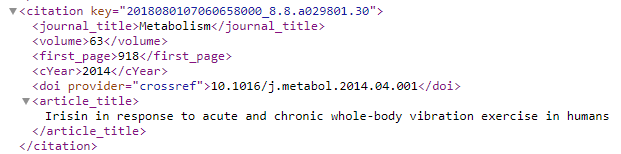 ▼<citation key="2018080107060658000_8.8.a029801.30">
<journal_title>Metabolism</journal_title>
<volume>63</volume>
<first_page>918</first_page>
<cYear>2014</cYear>
<doi provider="crossref">10.1016/j.metabol.2014.04.001</doi>
▼<article_title>
Irisin in response to acute and chronic whole-body vibration exercise in humans
</article_title>
</citation>